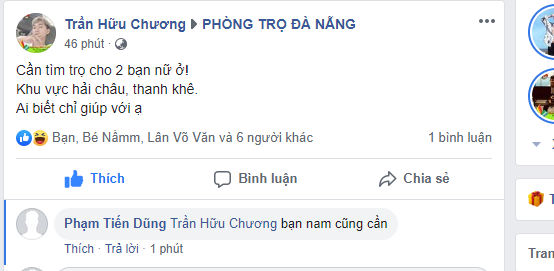 Trần Hữu Chương ▸ PHÒNG TRỌ ĐÀ NẴNG
46 phút ·
Cần tìm trọ cho 2 bạn nữ ở!
Khu vực hải châu, thanh khê.
Ai biết chỉ giúp với ạ
Bạn, Bé Nấmm, Lân Võ Văn và 6 người khác 1 bình luận
Thích Bình luận Chia sẻ
Phạm Tiến Dũng Trần Hữu Chương bạn nam cũng cần
Thích · Trả lời · 1 phút
Tran